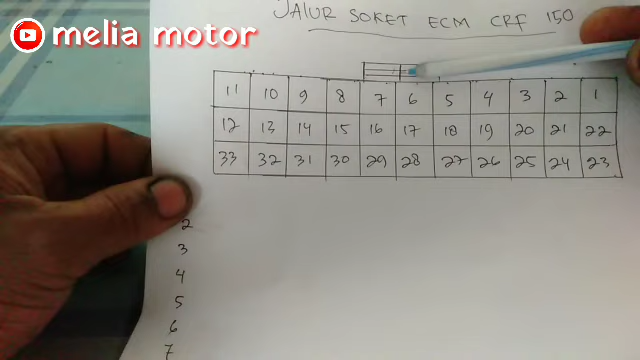 melia motor
JALUR SOKET ECM CRF 150
11 10 9 8 7 6 5 4 3 2 1
12 13 14 15 16 17 18 19 20 21 22
33 32 31 30 29 28 27 26 25 24 23
2
3
4
5
6
7